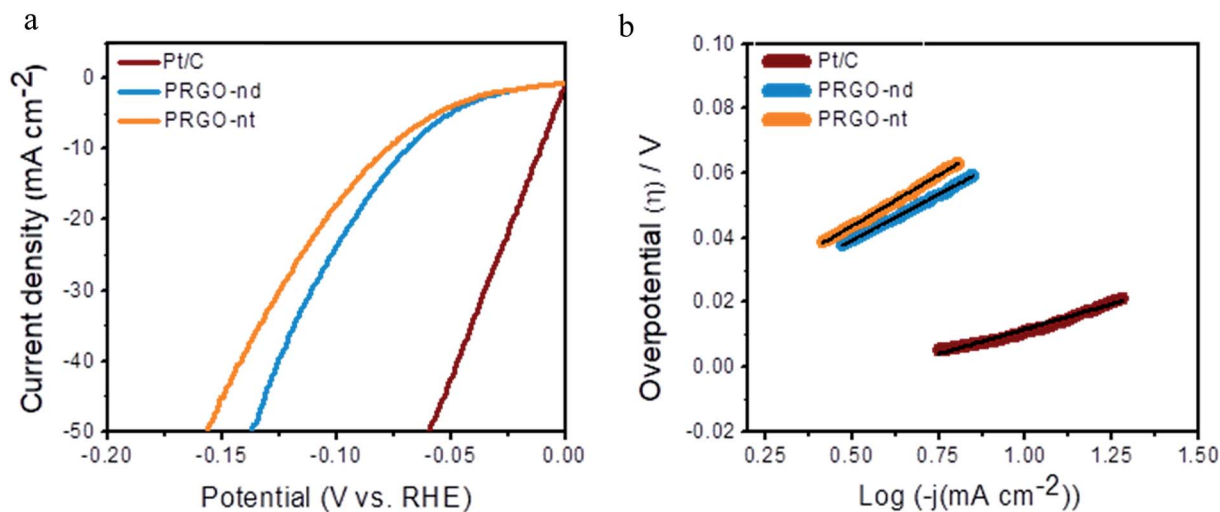 a
Pt/C
PRGO-nd
PRGO-nt
0
-10
-20
-30
-40
-50
-0.20
-0.15
-0.10
-0.05
0.00
Current density (mA cm⁻²)
Potential (V vs. RHE)
b
Pt/C
PRGO-nd
PRGO-nt
0.10
0.08
0.06
0.04
0.02
0.00
-0.02
0.25
0.50
0.75
1.00
1.25
1.50
Overpotential (η) / V
Log (-j(mA cm⁻²))